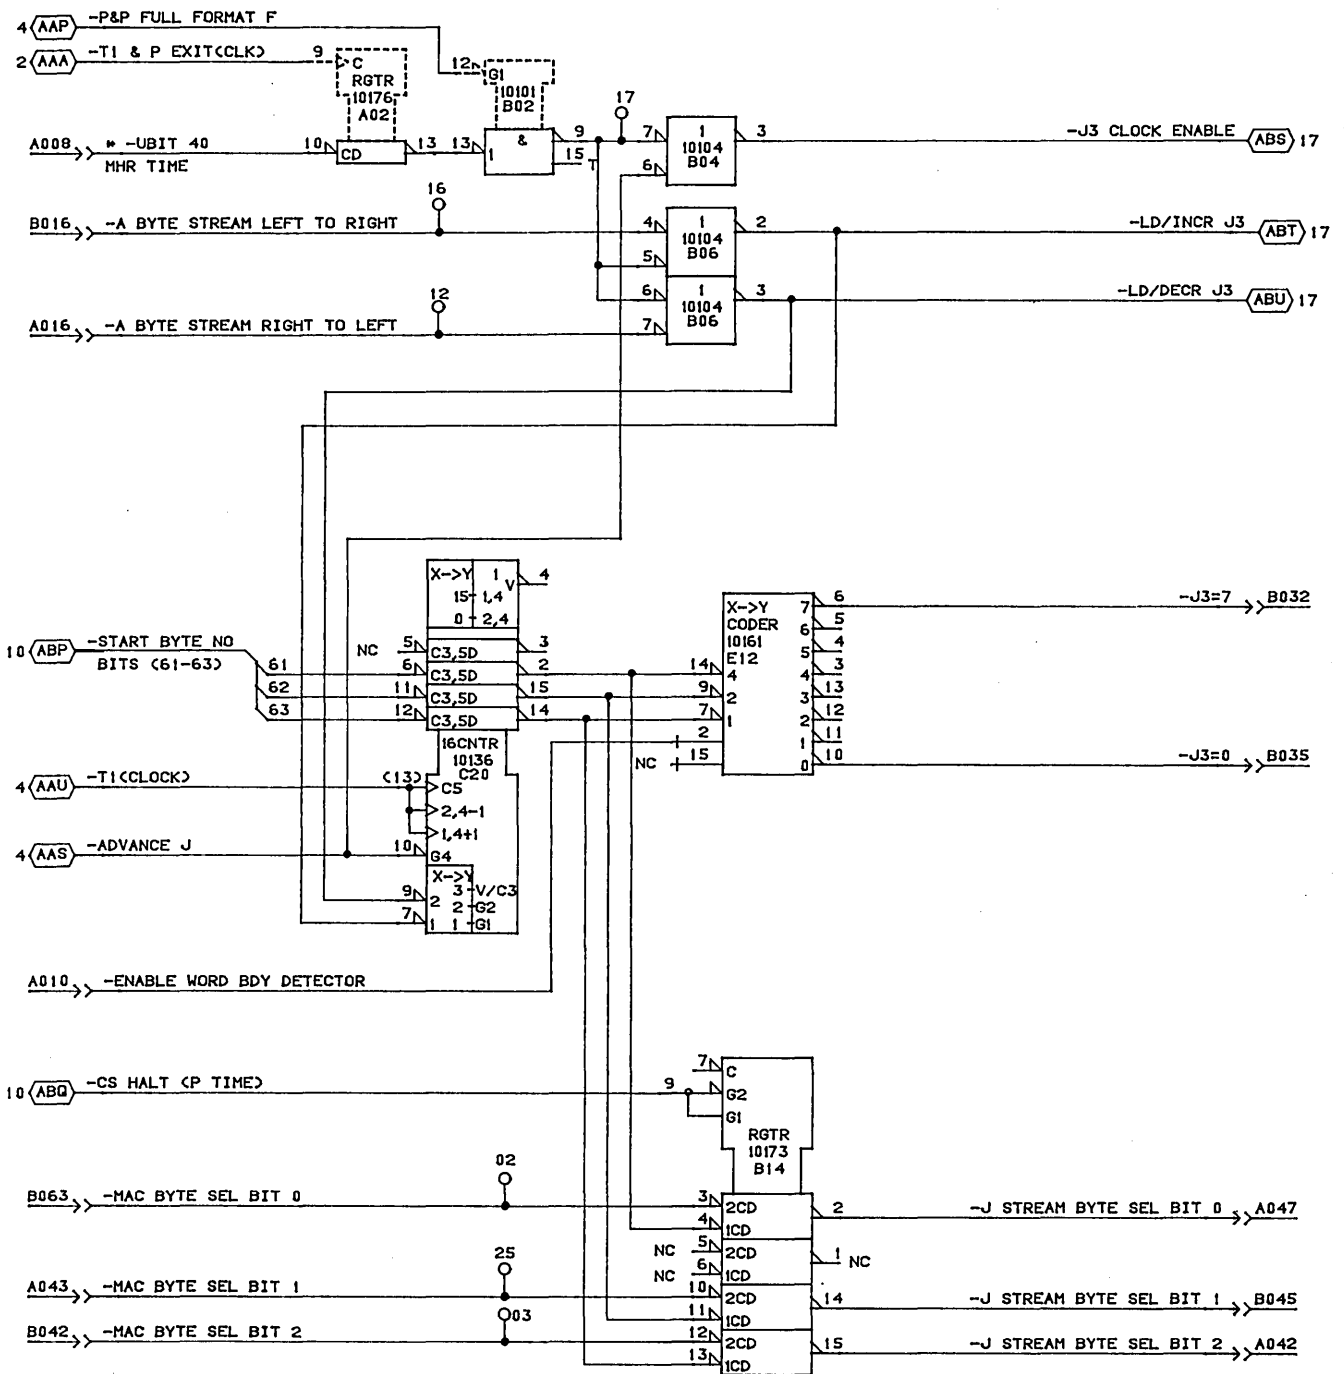 4 AAP -P&P FULL FORMAT F
2 AAA -T1 & P EXIT(CLK) 9 C
RGTR
10176
A02
12 G1
10101
B02
A008 * -UBIT 40 10 CD 13 13 1 & 9 17
MHR TIME
15 T
7 1 3 -J3 CLOCK ENABLE ABS 17
10104
6 B04
B016 -A BYTE STREAM LEFT TO RIGHT 16 4 1 2 -LD/INCR J3 ABT 17
10104
5 B06
6 1 3 -LD/DECR J3 ABU 17
10104
B06
A016 -A BYTE STREAM RIGHT TO LEFT 12 7
X->Y 1 V 4
15 1,4
0 2,4
NC 5 C3,5D 3
10 ABP -START BYTE NO
BITS (61-63)
61 6 C3,5D 2
62 11 C3,5D 15
63 12 C3,5D 14
16CNTR
10136
C20
4 AAU -T1(CLOCK) (13) C5
2,4-1
1,4+1
4 AAS -ADVANCE J 10 G4
X->Y
9 2 3 V/C3
2 G2
7 1 1 G1
X->Y
CODER
10161
E12
14 4
9 2
7 1
2
NC 15
7 6 -J3=7 B032
6 5
5 4
4 3
3 13
2 12
1 11
0 10 -J3=0 B035
A010 -ENABLE WORD BDY DETECTOR
7 C
10 ABQ -CS HALT (P TIME) 9 G2
G1
RGTR
10173
B14
B063 -MAC BYTE SEL BIT 0 02 3 2CD 2 -J STREAM BYTE SEL BIT 0 A047
4 1CD
NC 5 2CD 1 NC
NC 6 1CD
A043 -MAC BYTE SEL BIT 1 25 10 2CD 14 -J STREAM BYTE SEL BIT 1 B045
11 1CD
B042 -MAC BYTE SEL BIT 2 03 12 2CD 15 -J STREAM BYTE SEL BIT 2 A042
13 1CD